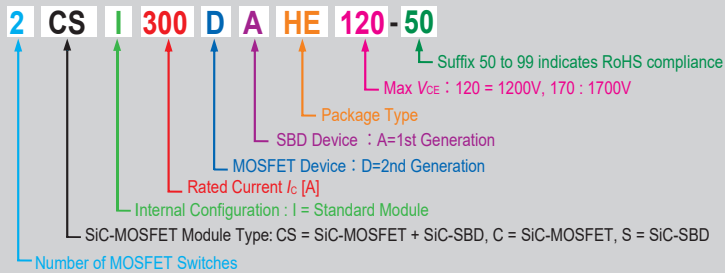 2 CS I 300 D A HE 120 - 50
Suffix 50 to 99 indicates RoHS compliance
Max VCE : 120 = 1200V, 170 : 1700V
Package Type
SBD Device : A=1st Generation
MOSFET Device : D=2nd Generation
Rated Current IC [A]
Internal Configuration : I = Standard Module
SiC-MOSFET Module Type: CS = SiC-MOSFET + SiC-SBD, C = SiC-MOSFET, S = SiC-SBD
Number of MOSFET Switches